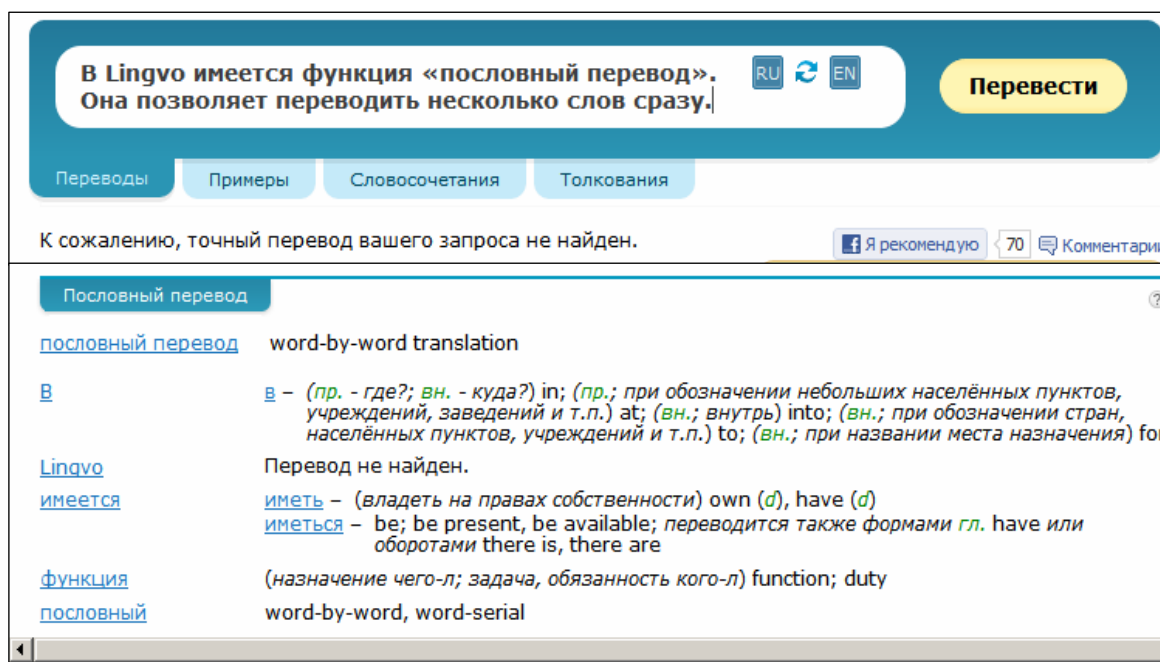 В Lingvo имеется функция «пословный перевод».
Она позволяет переводить несколько слов сразу.
RU EN
Перевести
Переводы Примеры Словосочетания Толкования
К сожалению, точный перевод вашего запроса не найден.
Я рекомендую 70 Комментарии
Пословный перевод
?
пословный перевод word-by-word translation
В в – (пр. - где?; вн. - куда?) in; (пр.; при обозначении небольших населённых пунктов,
учреждений, заведений и т.п.) at; (вн.; внутрь) into; (вн.; при обозначении стран,
населённых пунктов, учреждений и т.п.) to; (вн.; при названии места назначения) for
Lingvo Перевод не найден.
имеется иметь – (владеть на правах собственности) own (d), have (d)
иметься – be; be present, be available; переводится также формами гл. have или
оборотами there is, there are
функция (назначение чего-л; задача, обязанность кого-л) function; duty
пословный word-by-word, word-serial